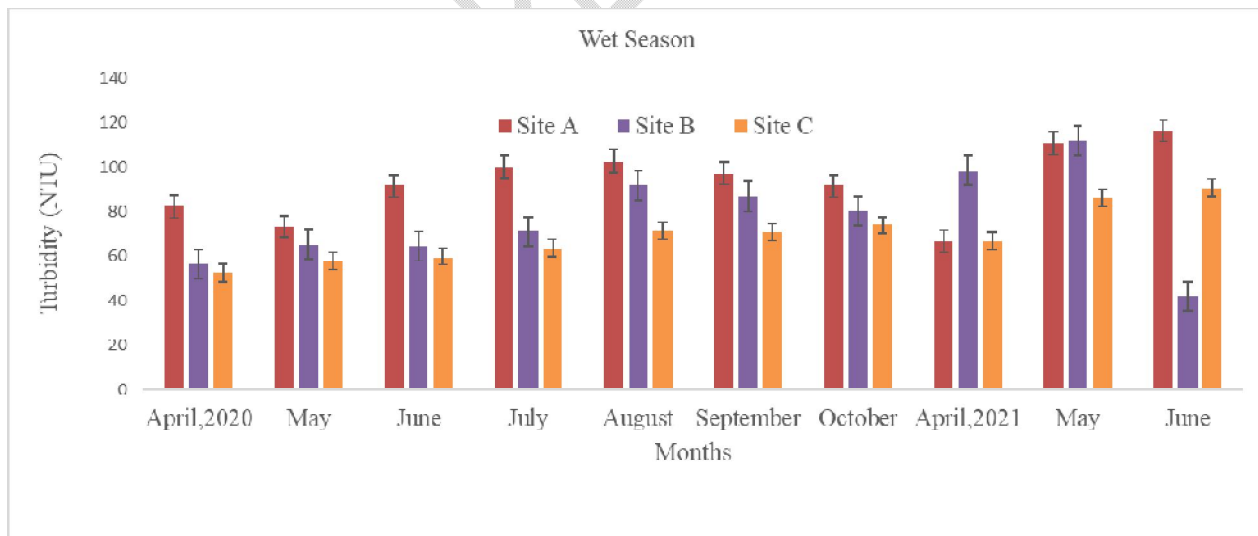 Wet Season
140
120
100
80
60
40
20
0
Turbidity (NTU)
Site A Site B Site C
April,2020 May June July August September October April,2021 May June
Months